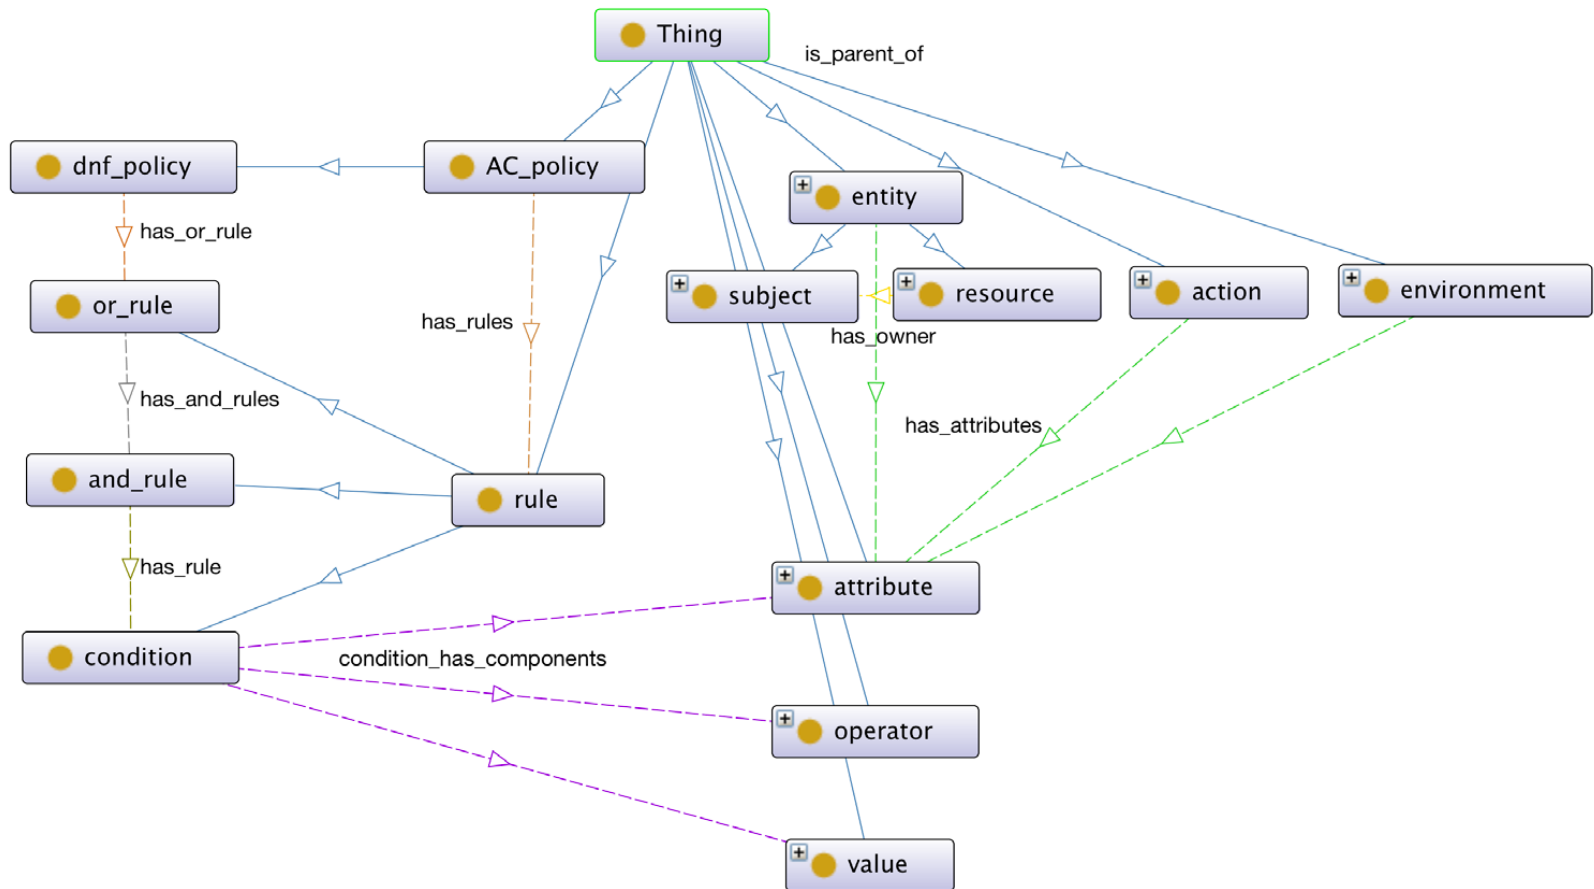 Thing
is_parent_of
dnf_policy
AC_policy
entity
has_or_rule
subject
resource
action
environment
or_rule
has_rules
has_owner
has_and_rules
has_attributes
and_rule
rule
has_rule
attribute
condition
condition_has_components
operator
value